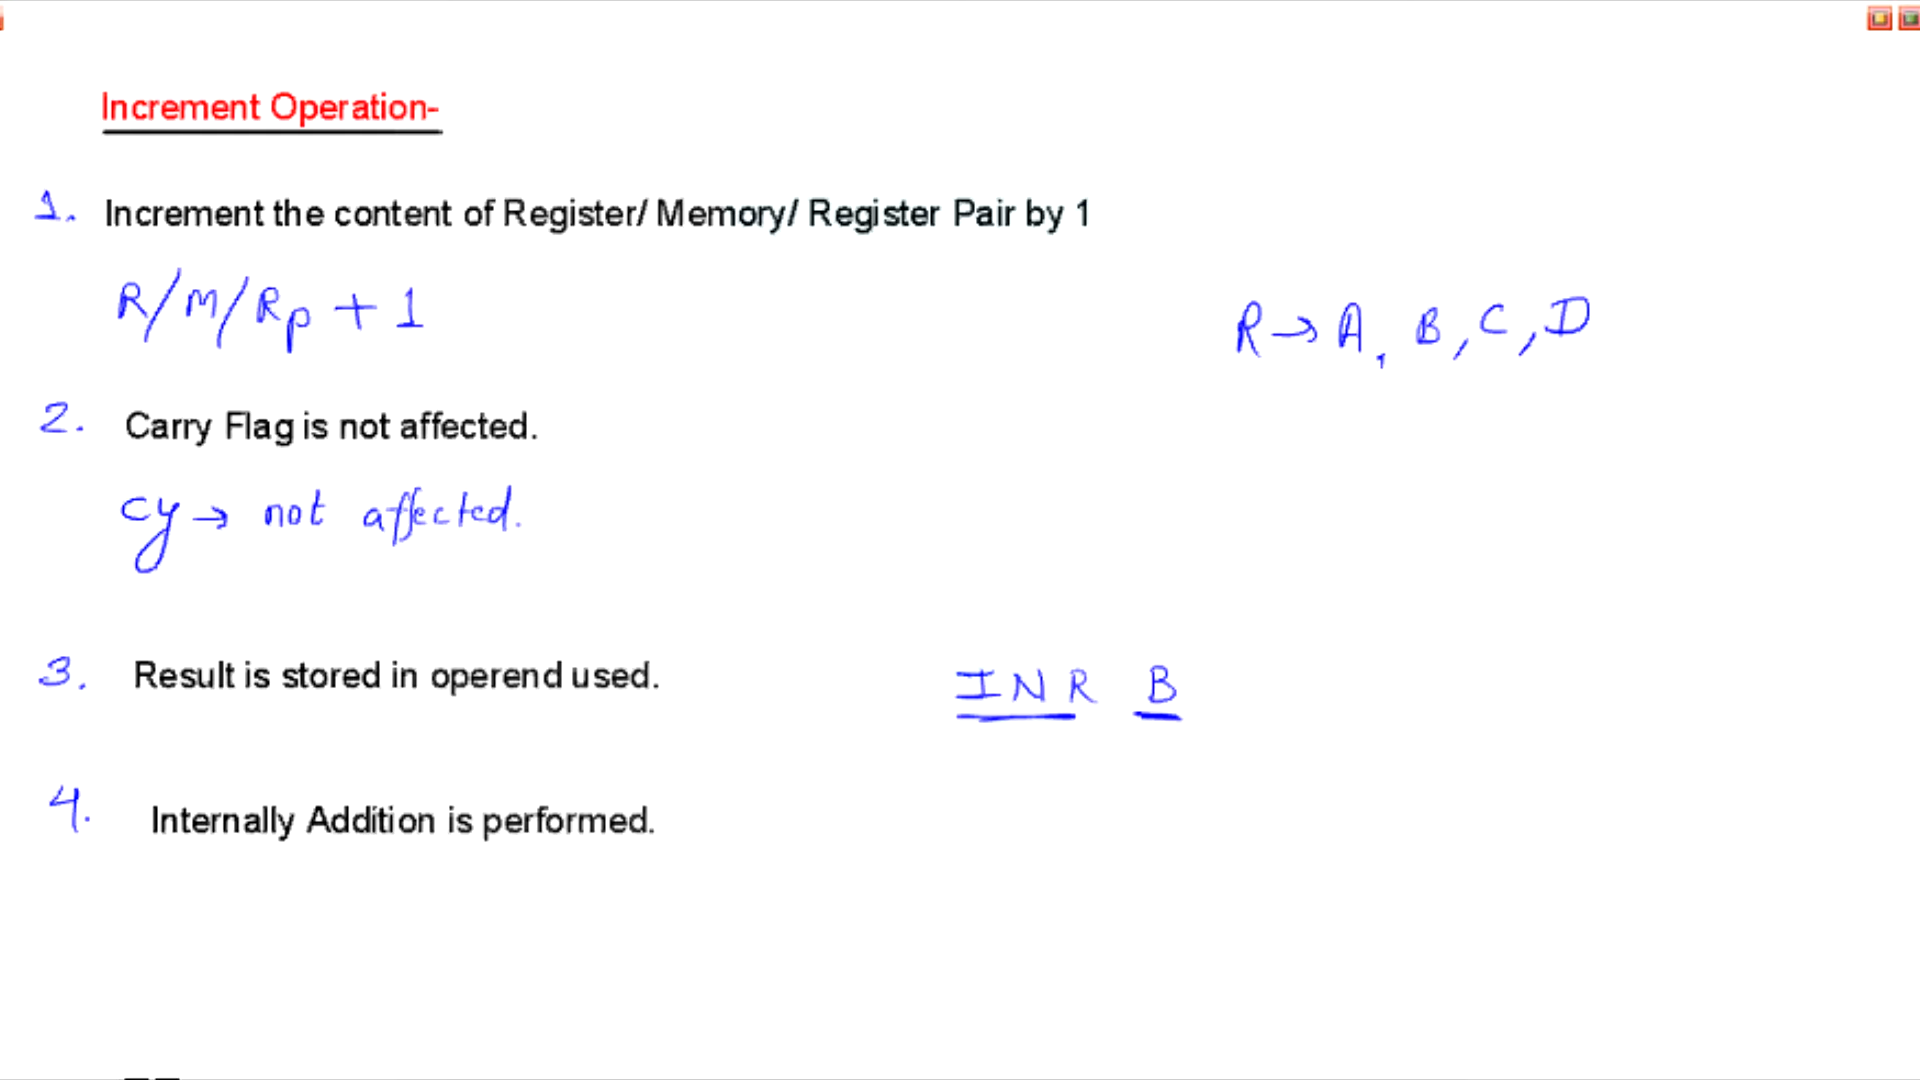 Increment Operation-
1. Increment the content of Register/ Memory/ Register Pair by 1
R/M/Rp + 1
R → A, B, C, D
2. Carry Flag is not affected.
cy → not affected.
3. Result is stored in operend used.
INR B
4. Internally Addition is performed.